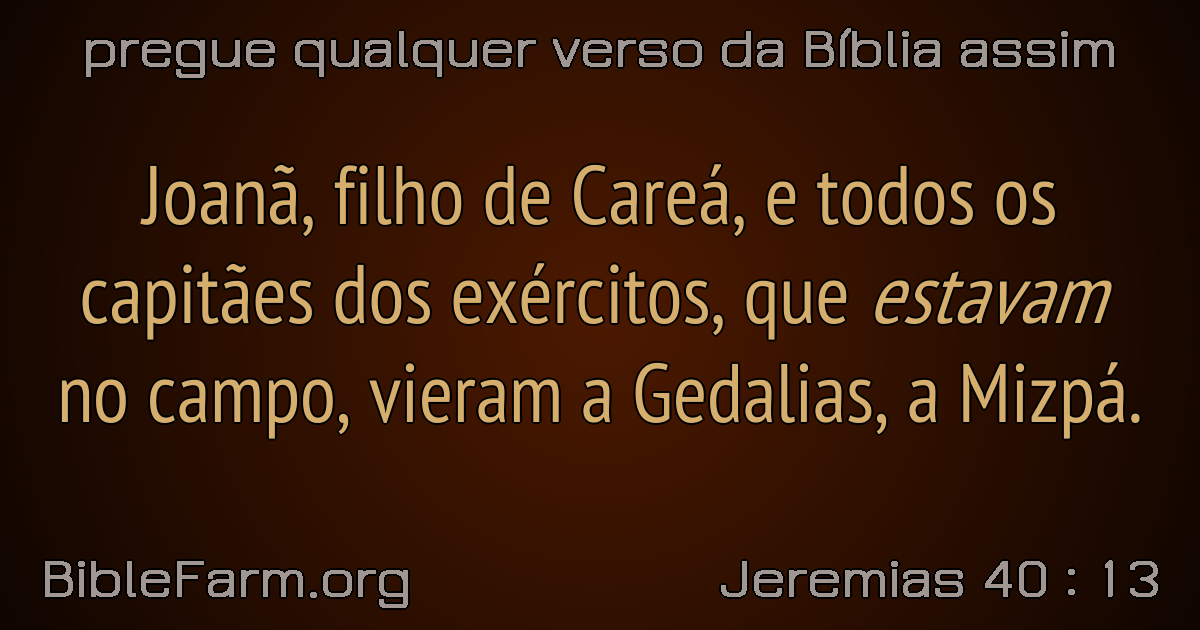 pregue qualquer verso da Bíblia assim
Joanã, filho de Careá, e todos os
capitães dos exércitos, que estavam
no campo, vieram a Gedalias, a Mizpá.
BibleFarm.org
Jeremias 40 : 13